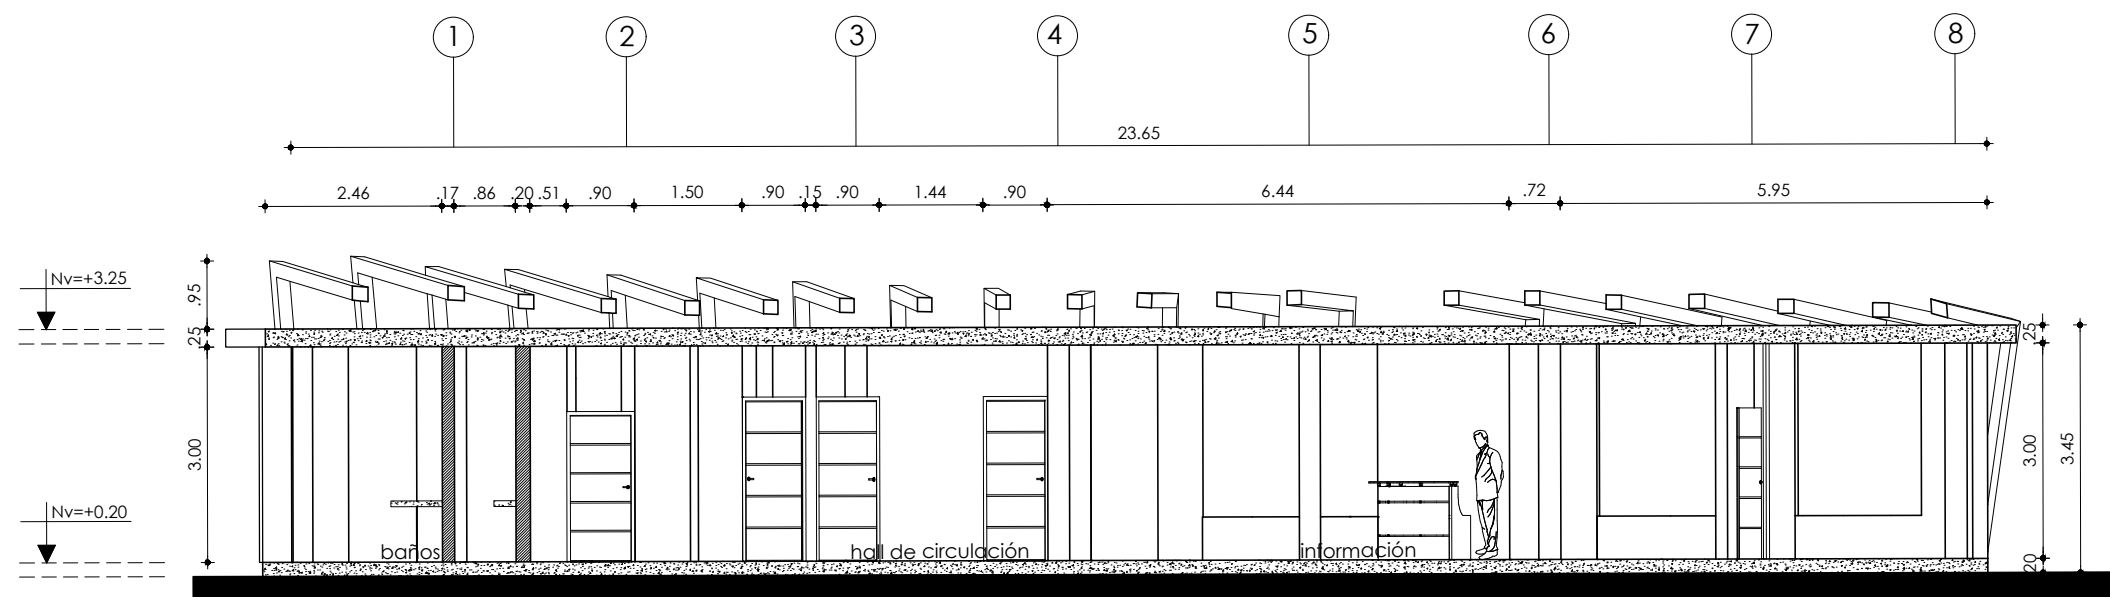 1 2 3 4 5 6 7 8
23.65
2.46 .17 .86 .20 .51 .90 1.50 .90 .15 .90 1.44 .90 6.44 .72 5.95
Nv=+3.25
.95
25
25
3.00
3.00
3.45
Nv=+0.20
baños hall de circulación información
20